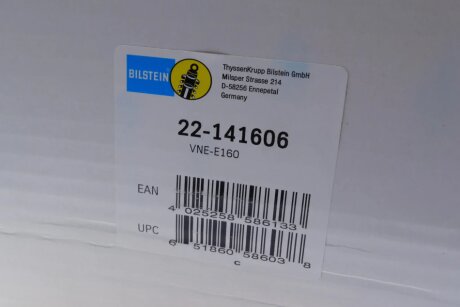 BILSTEIN
ThyssenKrupp Bilstein GmbH
Milsper Strasse 214
D-58256 Ennepetal
Germany
22-141606
VNE-E160
EAN
4 025258 586133
UPC
6 51860 58603 8
c